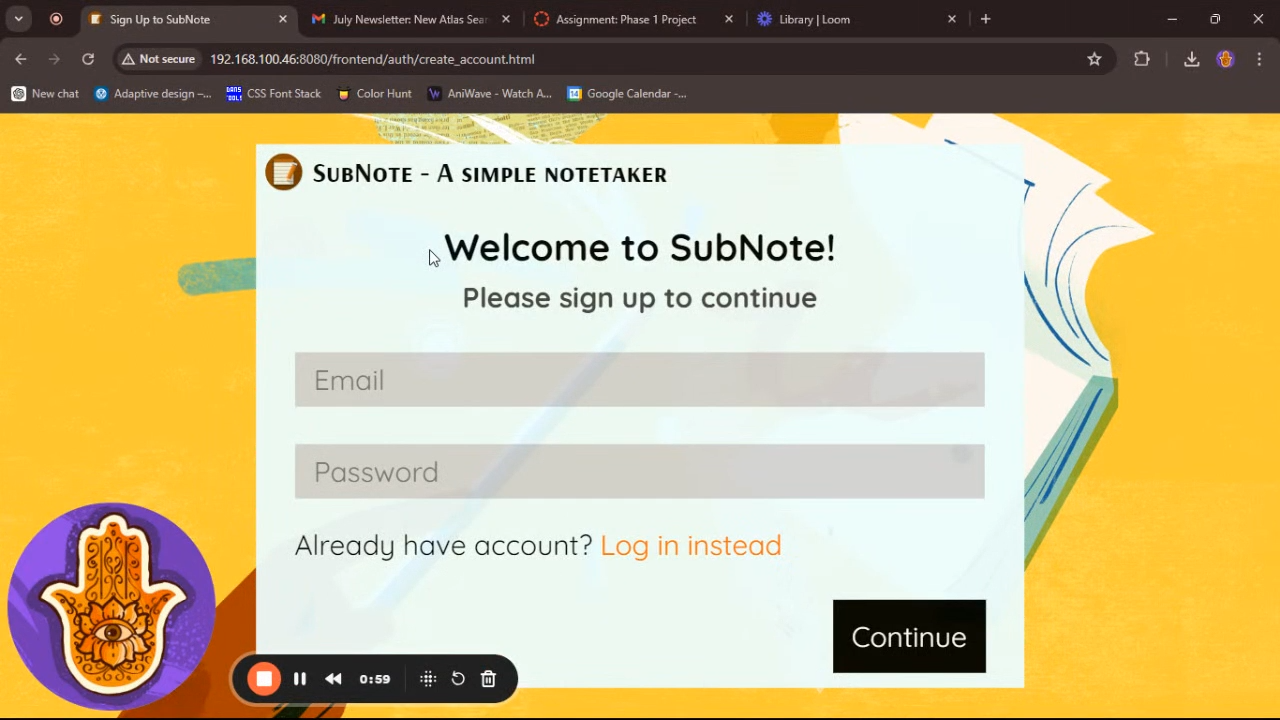 Sign Up to SubNote
July Newsletter: New Atlas Sear
Assignment: Phase 1 Project
Library | Loom
Not secure
192.168.100.46:8080/frontend/auth/create_account.html
New chat
Adaptive design –...
CSS Font Stack
Color Hunt
AniWave - Watch A...
Google Calendar -...
SubNote - A simple notetaker
Welcome to SubNote!
Please sign up to continue
Email
Password
Already have account? Log in instead
Continue
0:59